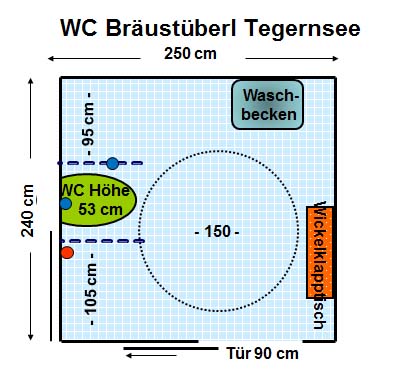 WC Bräustüberl Tegernsee
250 cm
240 cm
- 95 cm -
Wasch-
becken
WC Höhe
53 cm
- 150 -
Wickelklapptisch
- 105 cm -
Tür 90 cm